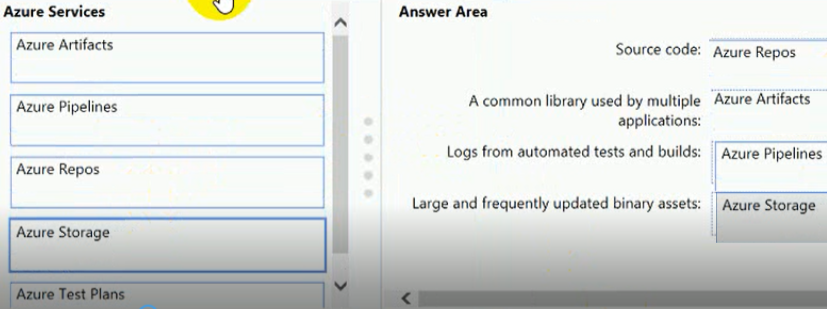 Azure Services
Azure Artifacts
Azure Pipelines
Azure Repos
Azure Storage
Azure Test Plans
Answer Area
Source code: Azure Repos
A common library used by multiple Azure Artifacts
applications:
Logs from automated tests and builds: Azure Pipelines
Large and frequently updated binary assets: Azure Storage